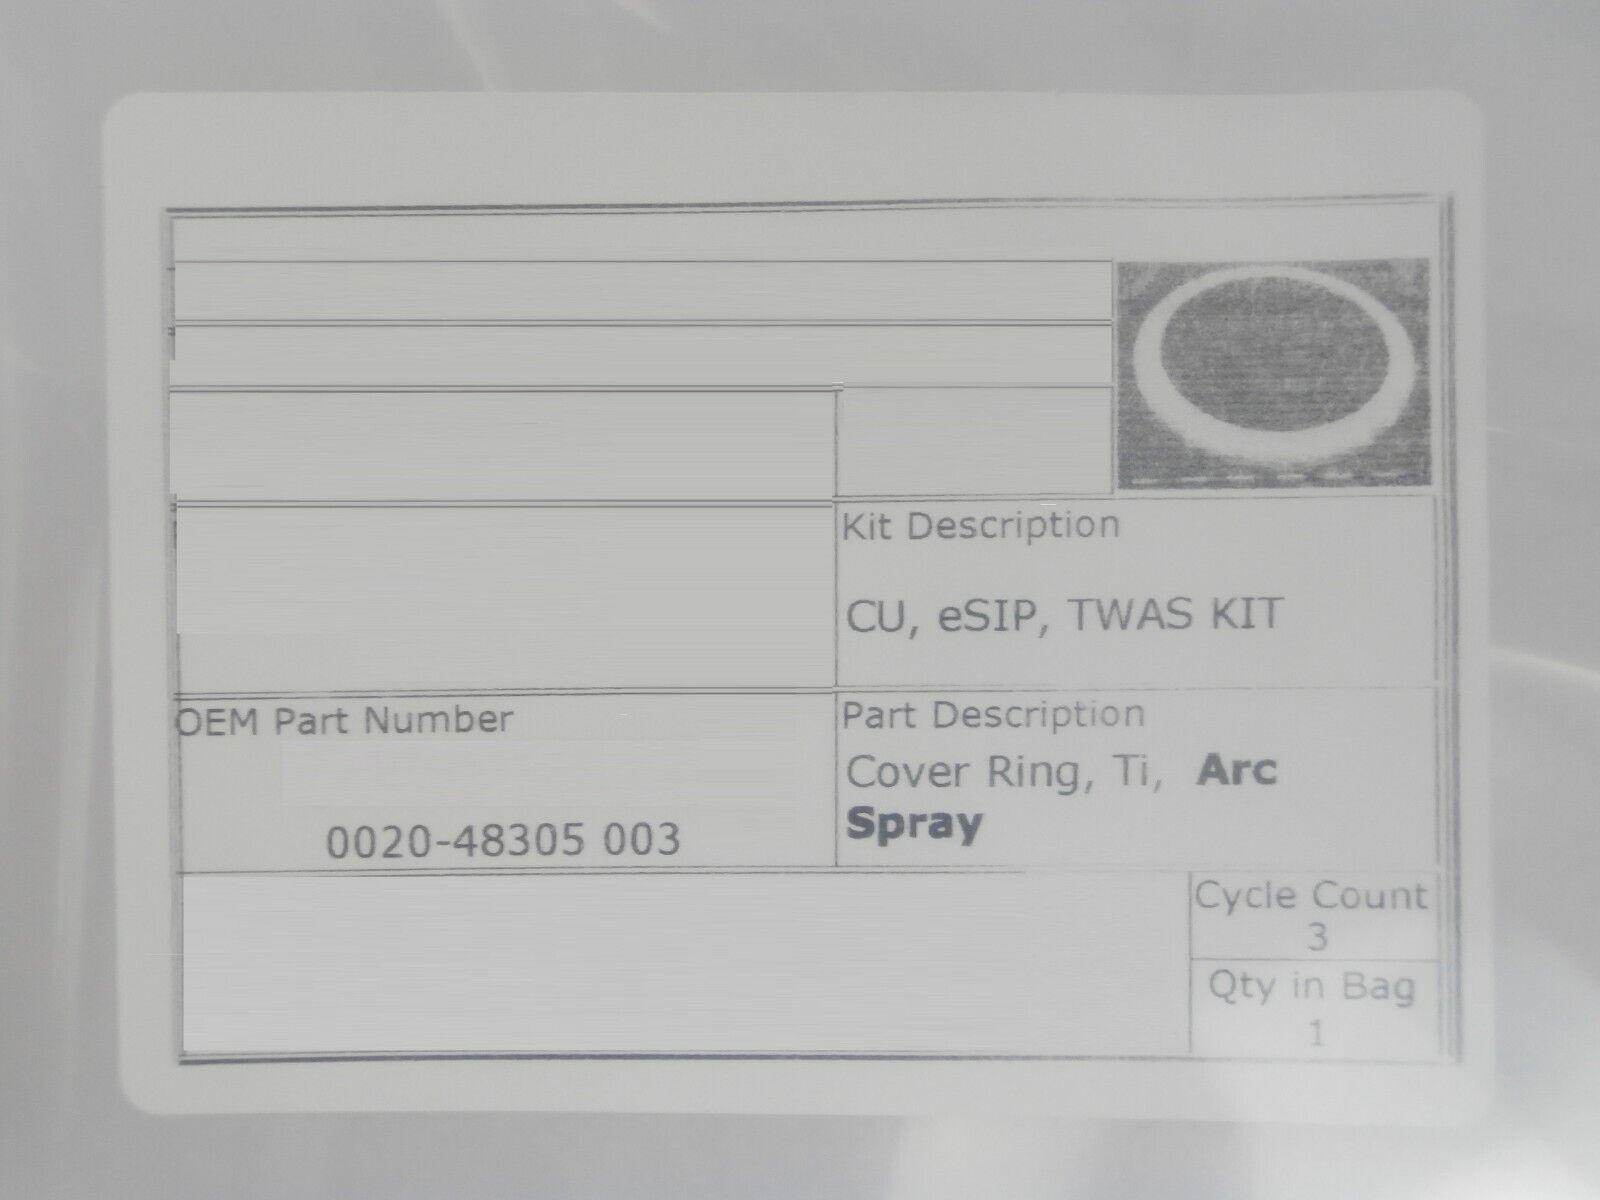 Kit Description
CU, eSIP, TWAS KIT
OEM Part Number
0020-48305 003
Part Description
Cover Ring, Ti, Arc
Spray
Cycle Count
3
Qty in Bag
1